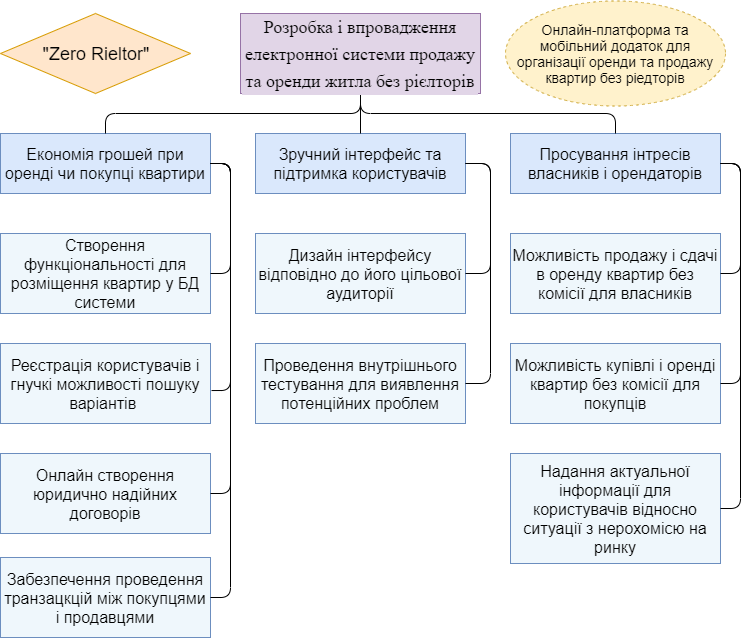 "Zero Rieltor"
Розробка і впровадження
електронної системи продажу
та оренди житла без рієлторів
Онлайн-платформа та
мобільний додаток для
організації оренди та продажу
квартир без ріедторів
Економія грошей при
оренді чи покупці квартири
Зручний інтерфейс та
підтримка користувачів
Просування інтресів
власників і орендаторів
Створення
функціональності для
розміщення квартир у БД
системи
Реєстрація користувачів і
гнучкі можливості пошуку
варіантів
Онлайн створення
юридично надійних
договорів
Забезпечення проведення
транзацкцій між покупцями
і продавцями
Дизайн інтерфейсу
відповідно до його цільової
аудиторії
Проведення внутрішнього
тестування для виявлення
потенційних проблем
Можливість продажу і сдачі
в оренду квартир без
комісії для власників
Можливість купівлі і оренді
квартир без комісії для
покупців
Надання актуальної
інформації для
користувачів відносно
ситуації з нерохомісю на
ринку